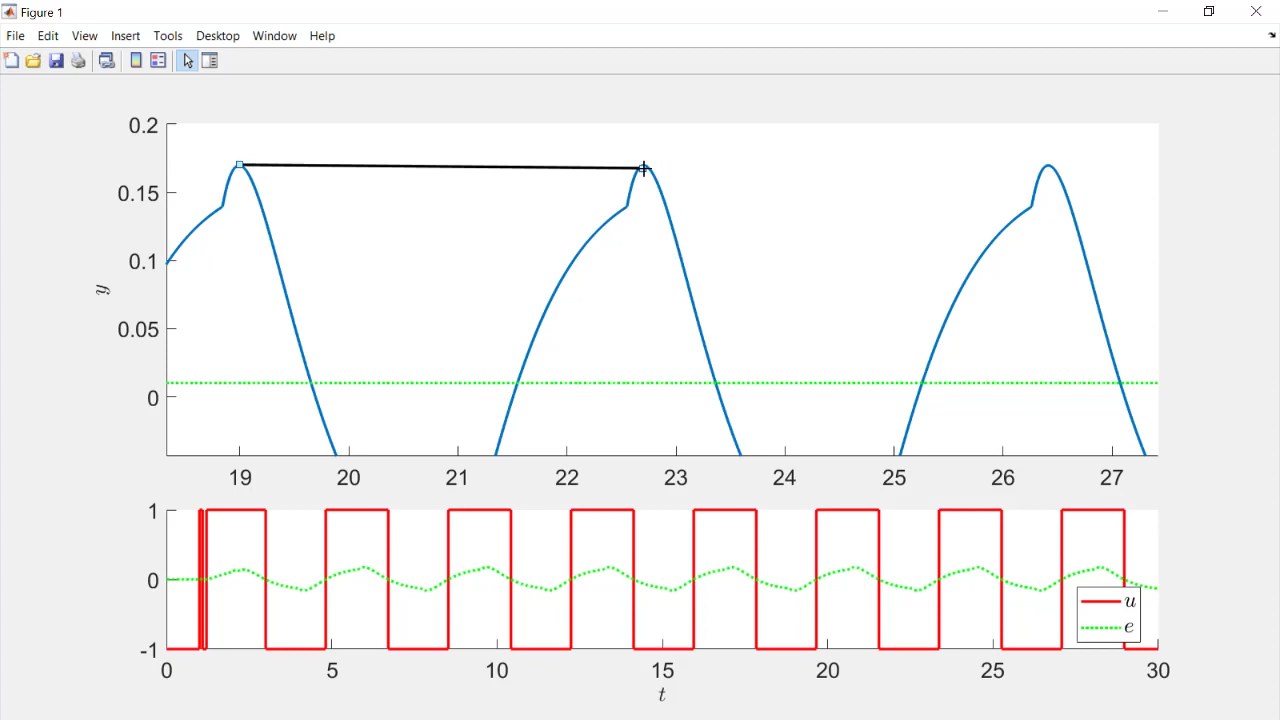 Figure 1
File Edit View Insert Tools Desktop Window Help
0.2
0.15
0.1
0.05
0
y
19 20 21 22 23 24 25 26 27
1
0
-1
u
e
0 5 10 15 20 25 30
t